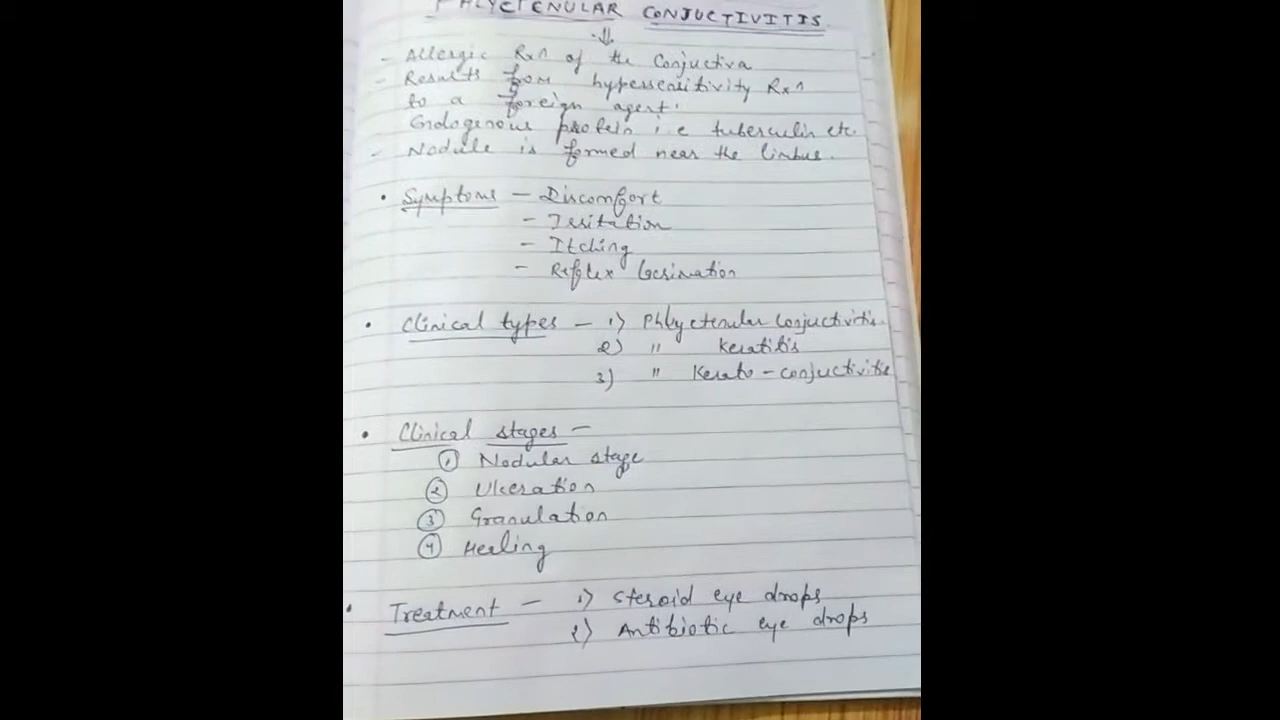 PHLYCTENULAR CONJUCTIVITIS
⇓
- Allergic Rxn of the Conjuctiva
- Results from hypersensitivity Rxn
to a foreign agent.
Endogenous protein i.e tuberculin etc.
- Nodule is formed near the limbus.
• Symptoms - Discomfort
- Irritation
- Itching
- Reflex lacrimation
• Clinical types - 1) Phlyctenular conjuctivitis
2) " Keratitis
3) " Kerato - conjuctivitis
• Clinical stages -
① Nodular stage
② Ulceration
③ Granulation
④ Healing
• Treatment - 1) Steroid eye drops
2) Antibiotic eye drops